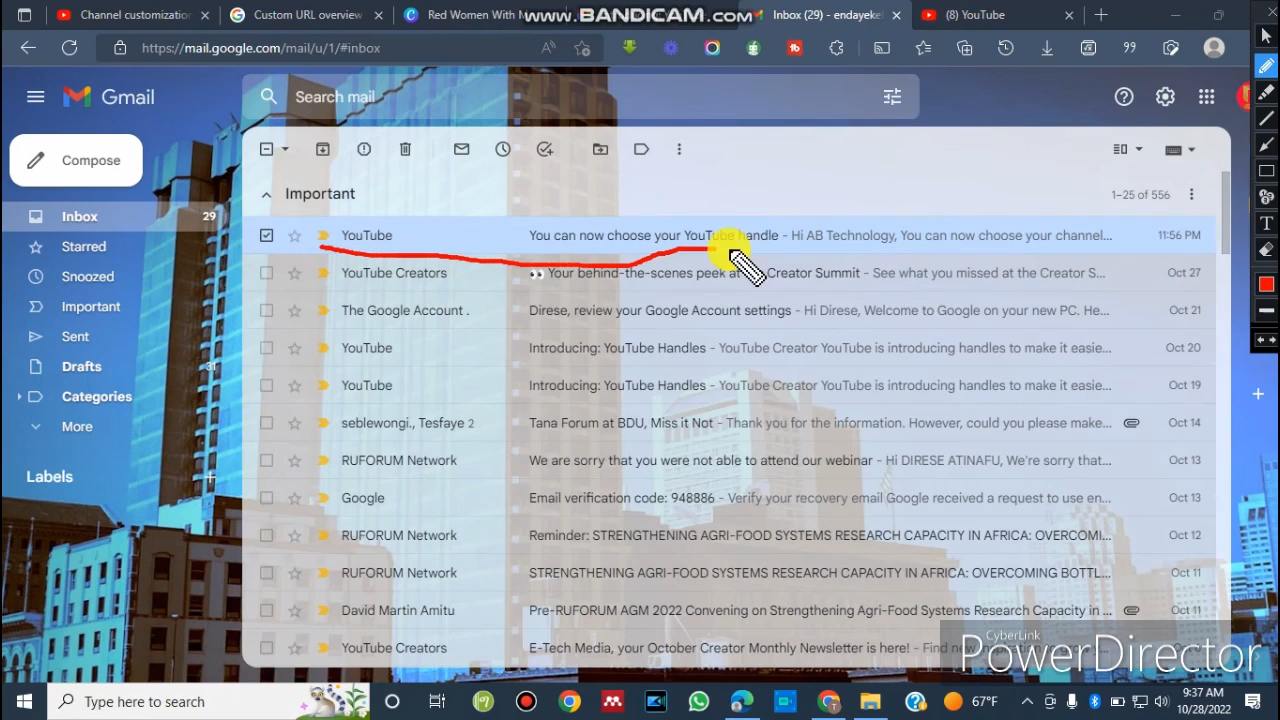 Channel customization
Custom URL overview
Red Women With M
www.BANDICAM.com
Inbox (29) - endayekel
(8) YouTube
https://mail.google.com/mail/u/1/#inbox
99
Gmail
Search mail
Compose
Important
1–25 of 556
Inbox 29
Starred
Snoozed
Important
Sent
Drafts 31
Categories
More
Labels
YouTube You can now choose your YouTube handle - Hi AB Technology, You can now choose your channel... 11:56 PM
YouTube Creators 👀 Your behind-the-scenes peek at Creator Summit - See what you missed at the Creator S... Oct 27
The Google Account . Direse, review your Google Account settings - Hi Direse, Welcome to Google on your new PC. He... Oct 21
YouTube Introducing: YouTube Handles - YouTube Creator YouTube is introducing handles to make it easie... Oct 20
YouTube Introducing: YouTube Handles - YouTube Creator YouTube is introducing handles to make it easie... Oct 19
seblewongi., Tesfaye 2 Tana Forum at BDU, Miss it Not - Thank you for the information. However, could you please make... Oct 14
RUFORUM Network We are sorry that you were not able to attend our webinar - Hi DIRESE ATINAFU, We're sorry that... Oct 13
Google Email verification code: 948886 - Verify your recovery email Google received a request to use en... Oct 13
RUFORUM Network Reminder: STRENGTHENING AGRI-FOOD SYSTEMS RESEARCH CAPACITY IN AFRICA: OVERCOMI... Oct 12
RUFORUM Network STRENGTHENING AGRI-FOOD SYSTEMS RESEARCH CAPACITY IN AFRICA: OVERCOMING BOTTL... Oct 11
David Martin Amitu Pre-RUFORUM AGM 2022 Convening on Strengthening Agri-Food Systems Research Capacity in ... Oct 11
YouTube Creators E-Tech Media, your October Creator Monthly Newsletter is here! - Find new
CyberLink
PowerDirector
Type here to search
67°F
3:37 AM
10/28/2022